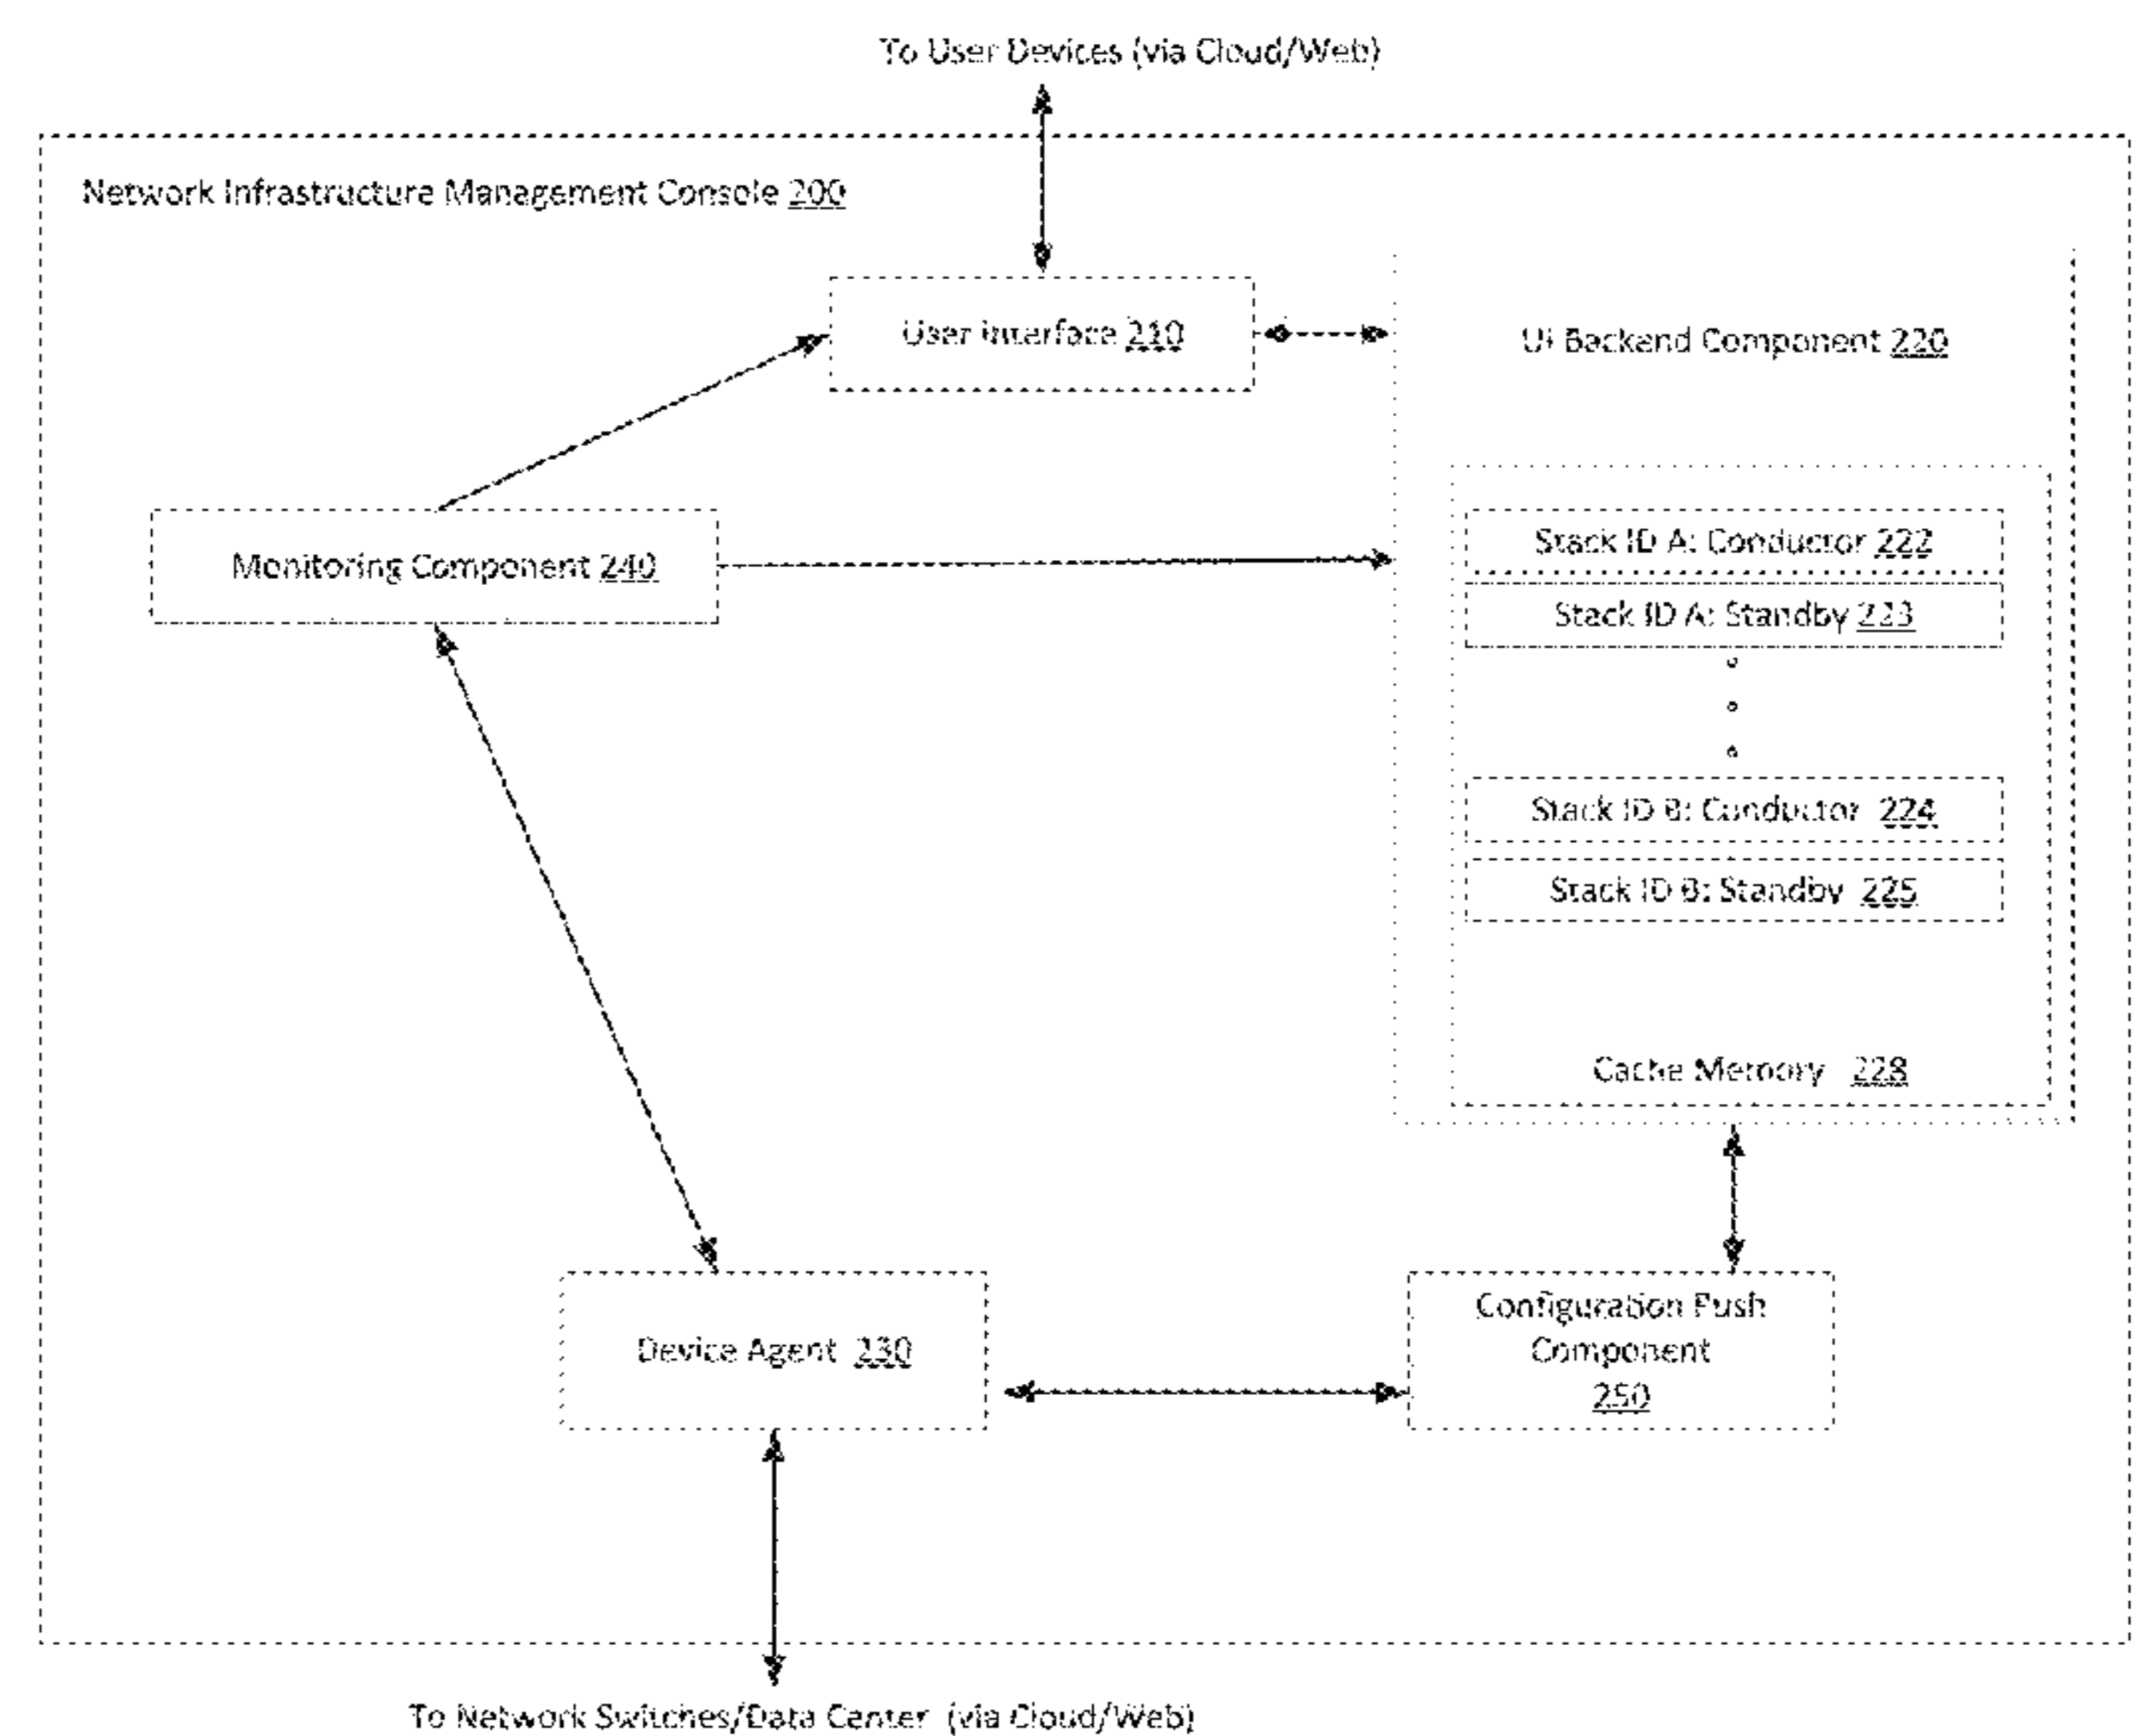 To User Devices (via Cloud/Web)
Network Infrastructure Management Console 200
User Interface 210
UI Backend Component 220
Monitoring Component 240
Stack ID A: Conductor 222
Stack ID A: Standby 223
Stack ID B: Conductor 224
Stack ID B: Standby 225
Cache Memory 228
Device Agent 230
Configuration Push
Component
250
To Network Switches/Data Center (via Cloud/Web)